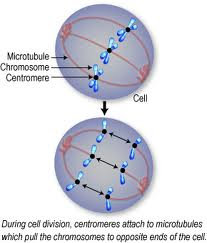 Microtubule
Chromosome
Centromere
Cell
During cell division, centromeres attach to microtubules
which pull the chromosomes to opposite ends of the cell.